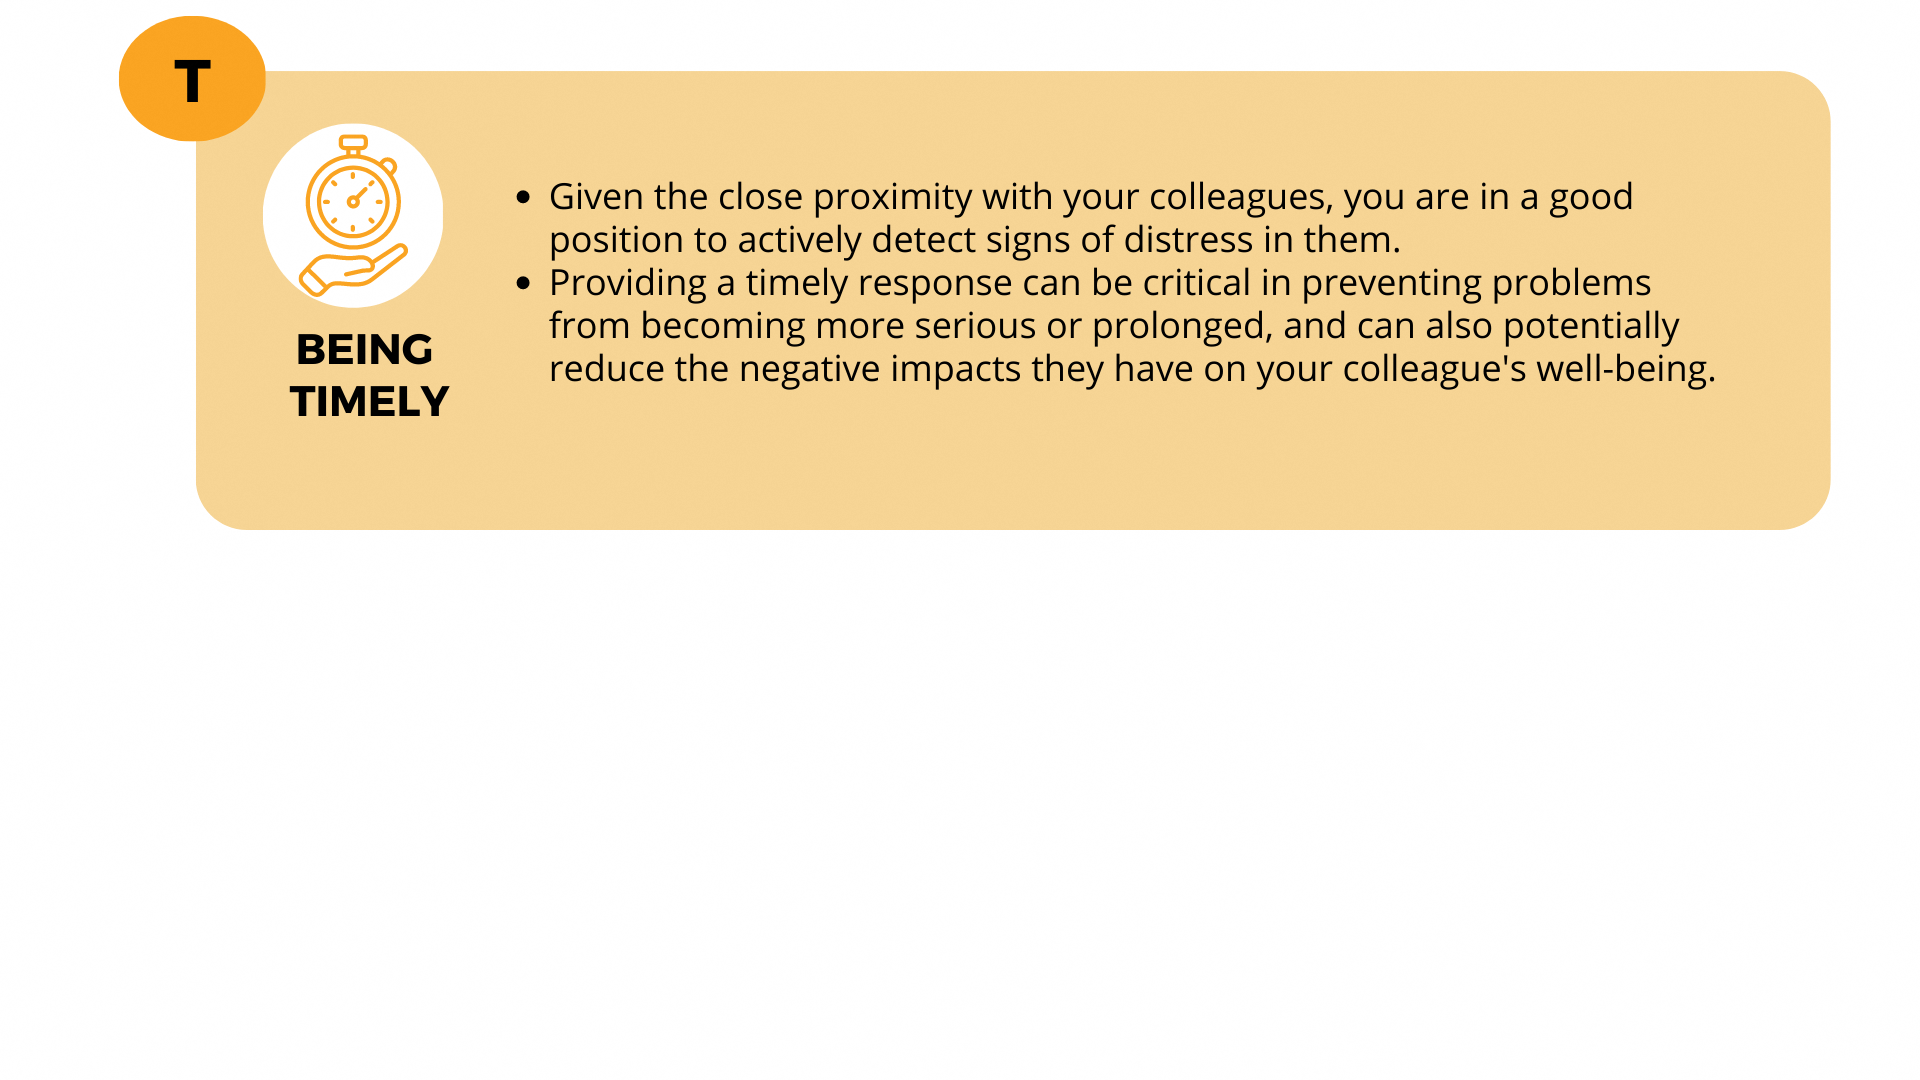 T
BEING
TIMELY
• Given the close proximity with your colleagues, you are in a good
position to actively detect signs of distress in them.
• Providing a timely response can be critical in preventing problems
from becoming more serious or prolonged, and can also potentially
reduce the negative impacts they have on your colleague's well-being.